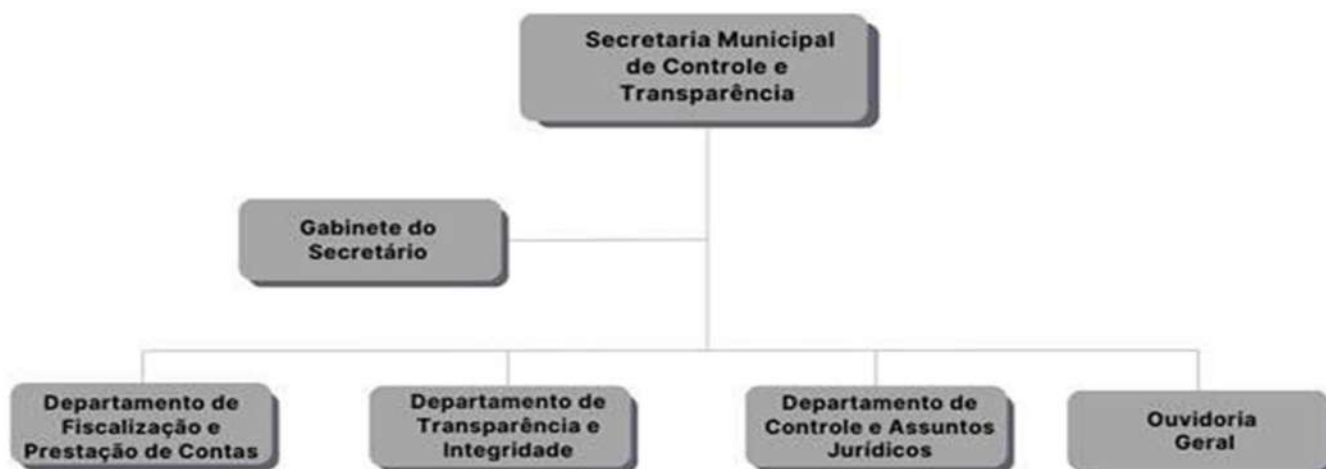 Secretaria Municipal
de Controle e
Transparência
Gabinete do
Secretário
Departamento de
Fiscalização e
Prestação de Contas
Departamento de
Transparência e
Integridade
Departamento de
Controle e Assuntos
Jurídicos
Ouvidoria
Geral